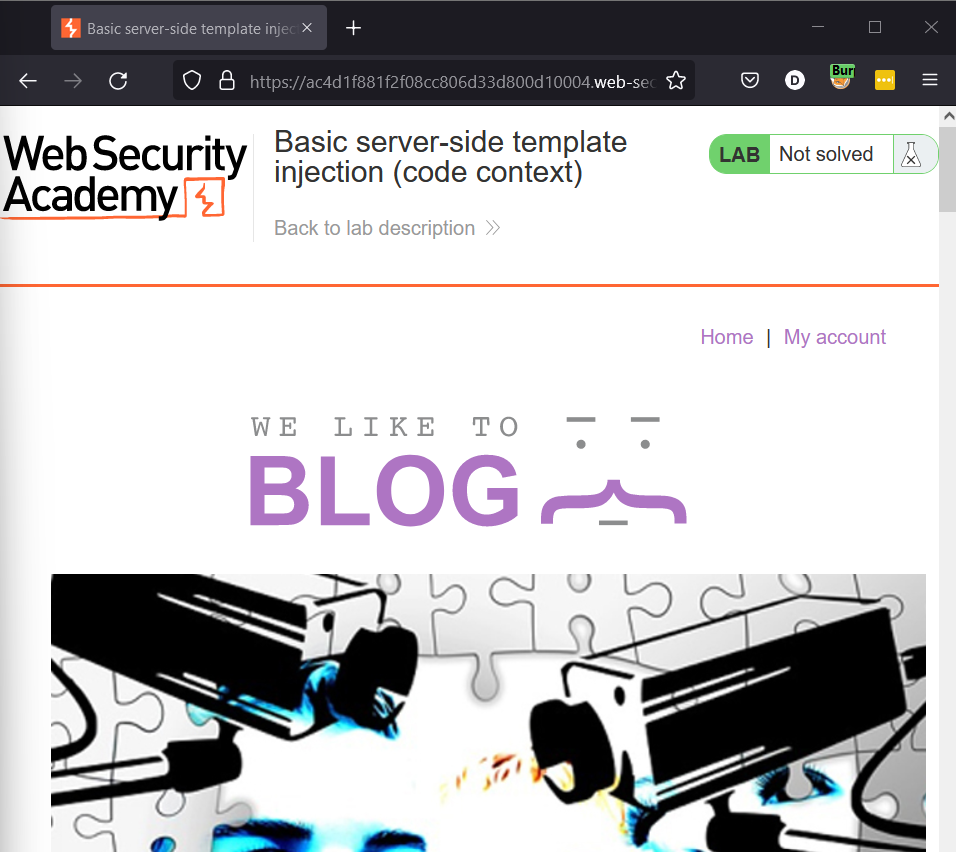 Basic server-side template injec
Bur
https://ac4d1f881f2f08cc806d33d800d10004.web-sec
D
Web Security
Academy
Basic server-side template
injection (code context)
Back to lab description
LAB Not solved
Home | My account
WE LIKE TO
BLOG